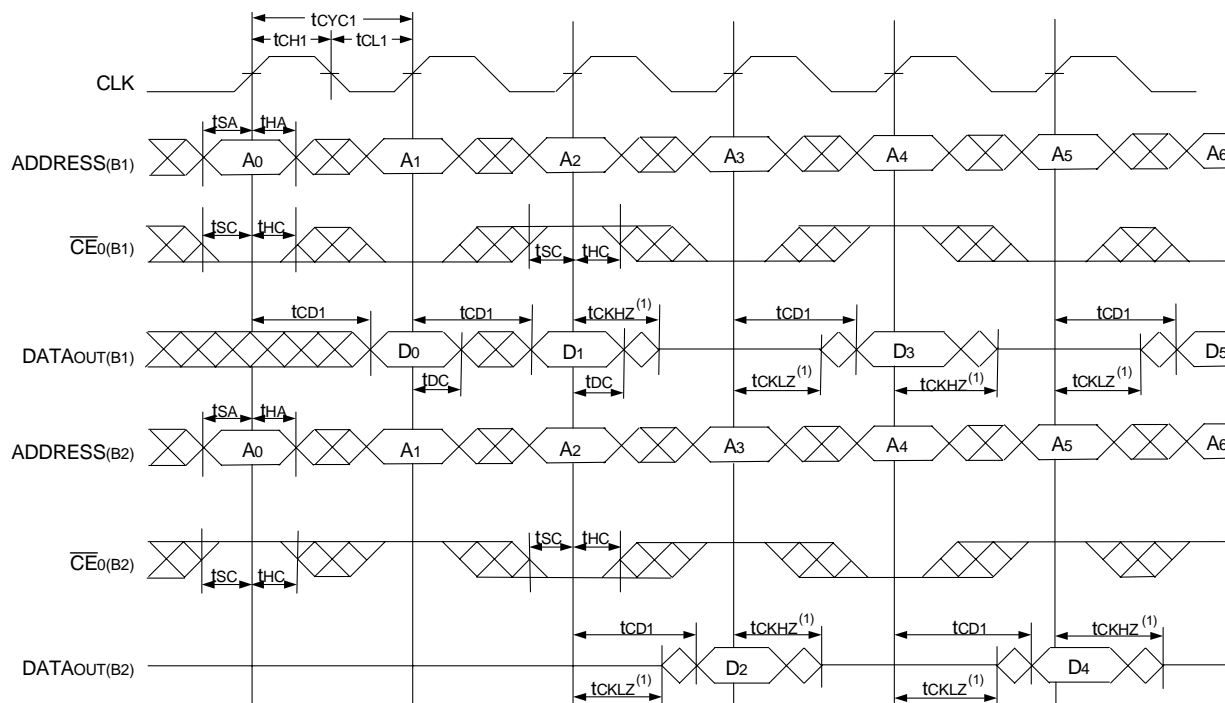 tCYC1
tCH1 tCL1
CLK
tSA tHA
ADDRESS(B1) A0 A1 A2 A3 A4 A5 A6
tSC tHC
CE0(B1) tSC tHC
tCD1 tCD1 tCKHZ(1) tCD1 tCD1
DATAOUT(B1) D0 D1 D3 D5
tDC tDC tCKLZ(1) tCKHZ(1) tCKLZ(1)
tSA tHA
ADDRESS(B2) A0 A1 A2 A3 A4 A5 A6
tSC tHC
CE0(B2)
tSC tHC
tCD1 tCKHZ(1) tCD1 tCKHZ(1)
DATAOUT(B2) D2 D4
tCKLZ(1) tCKLZ(1)